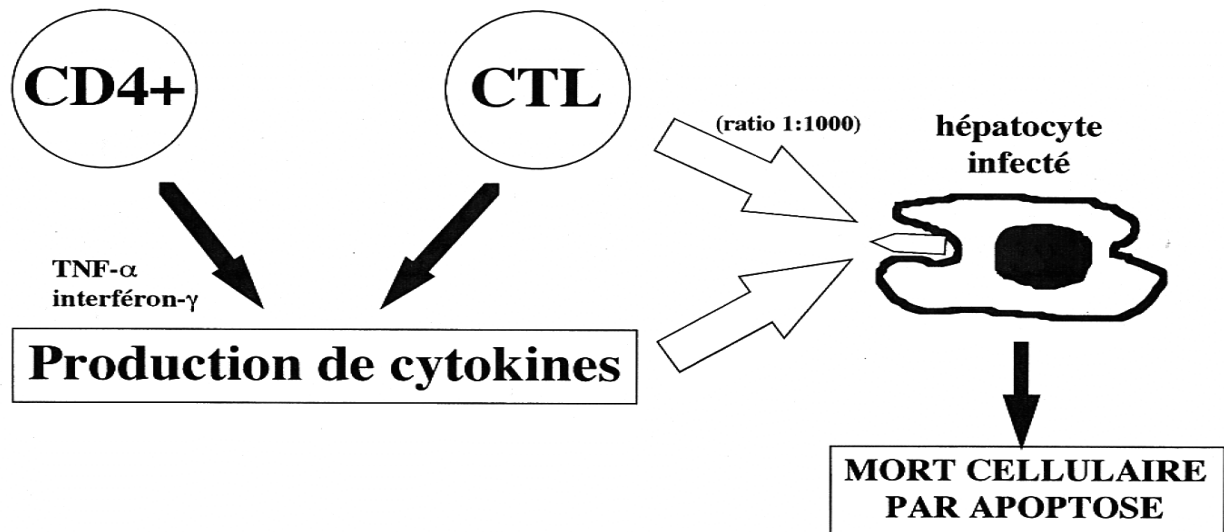 CD4+
CTL
(ratio 1:1000)
hépatocyte
infecté
TNF-α
interféron-γ
Production de cytokines
MORT CELLULAIRE
PAR APOPTOSE